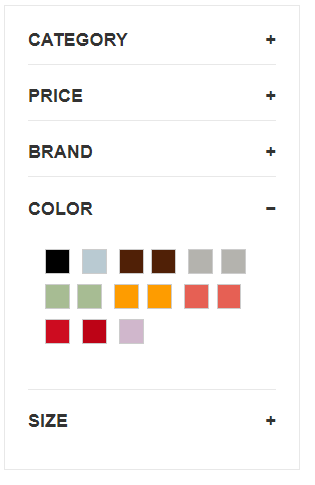 CATEGORY +
PRICE +
BRAND +
COLOR −
SIZE +